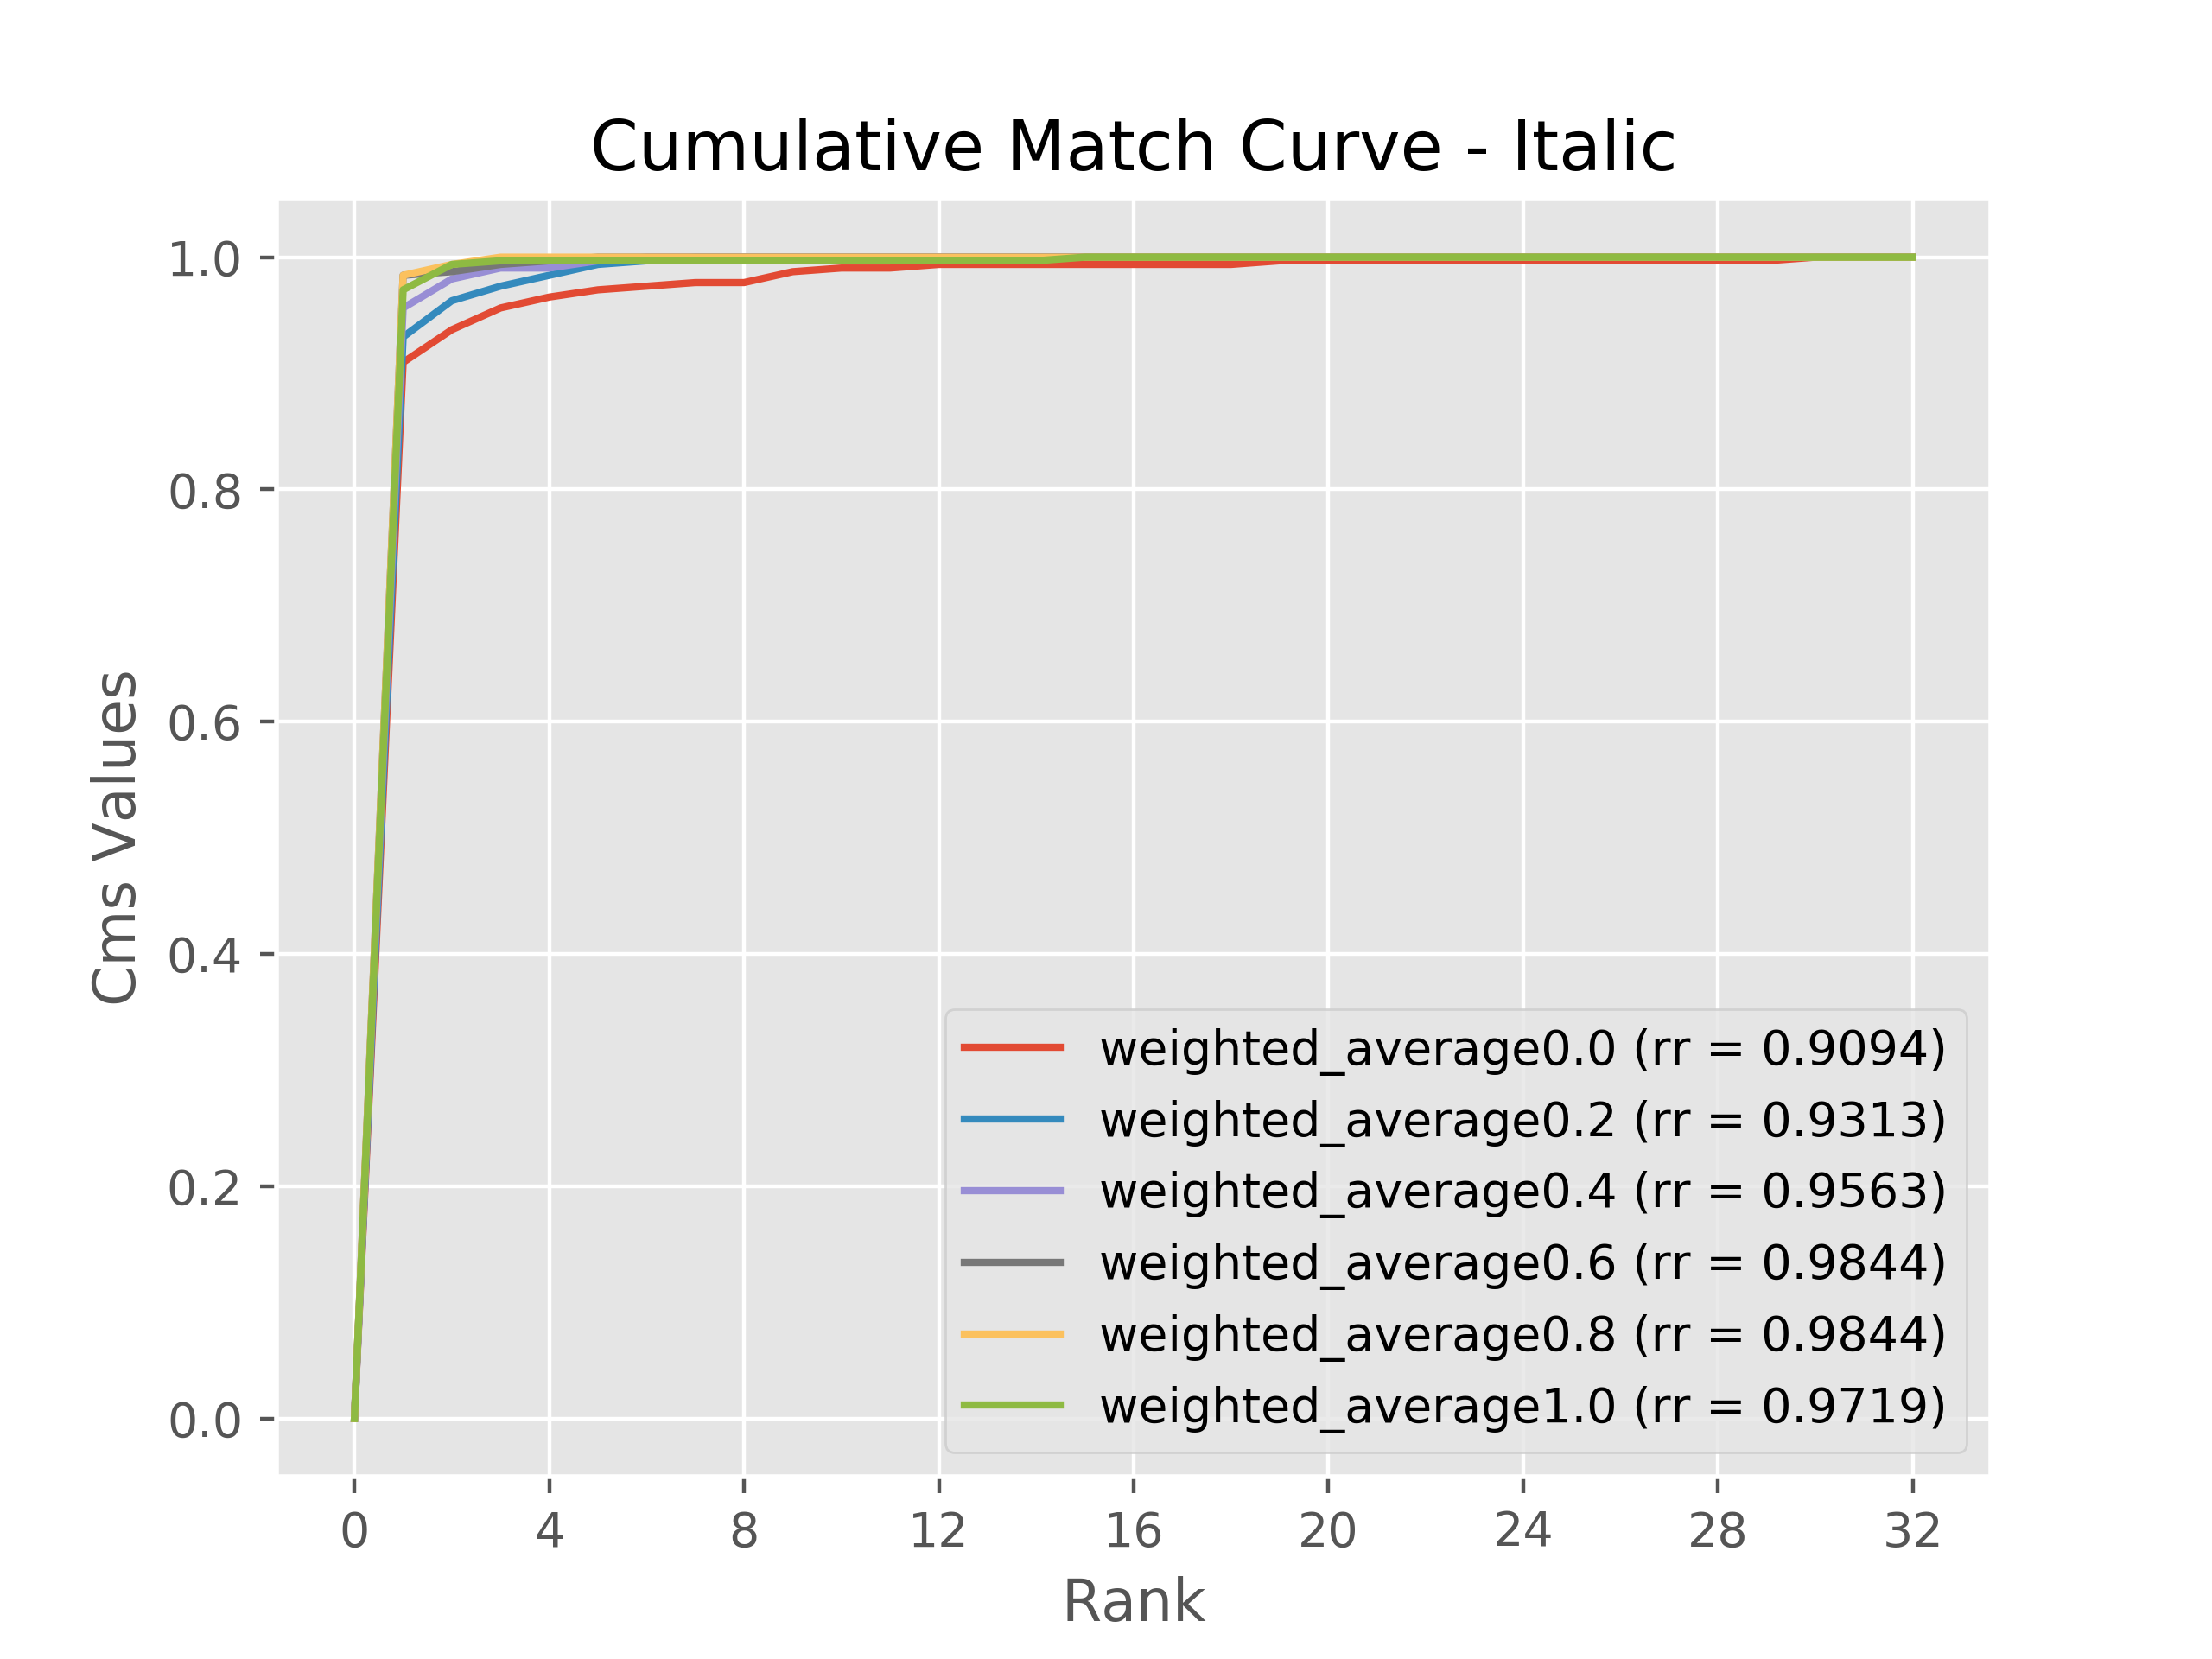 Cumulative Match Curve - Italic
1.0
0.8
0.6
0.4
0.2
0.0
Cms Values
weighted_average0.0 (rr = 0.9094)
weighted_average0.2 (rr = 0.9313)
weighted_average0.4 (rr = 0.9563)
weighted_average0.6 (rr = 0.9844)
weighted_average0.8 (rr = 0.9844)
weighted_average1.0 (rr = 0.9719)
0 4 8 12 16 20 24 28 32
Rank